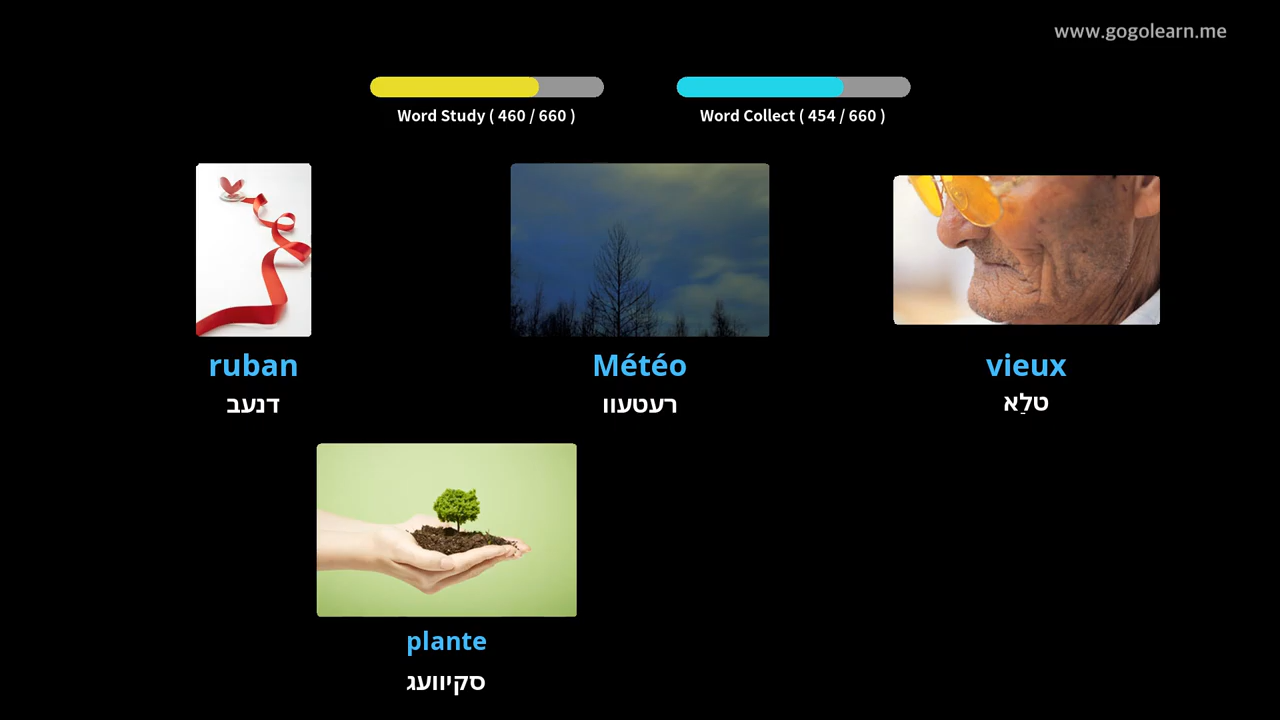 www.gogolearn.me
Word Study ( 460 / 660 )
Word Collect ( 454 / 660 )
ruban
דנעב
Météo
רעטעוו
vieux
טלַא
plante
סקיוועג